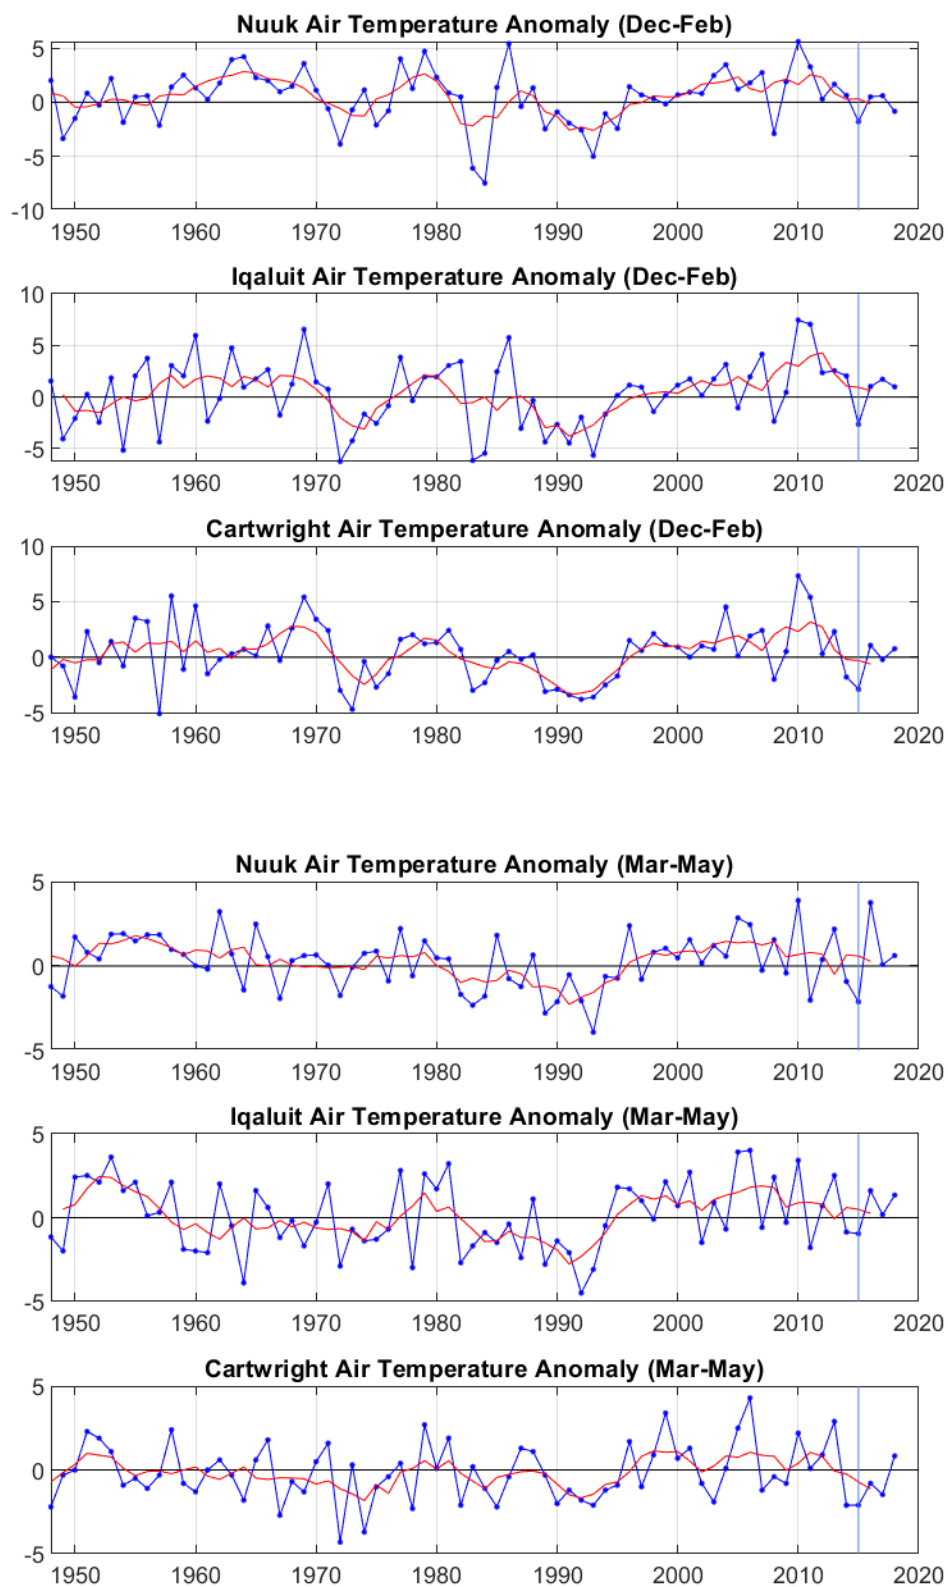 Nuuk Air Temperature Anomaly (Dec-Feb)
5
0
-5
-10
1950 1960 1970 1980 1990 2000 2010 2020
Iqaluit Air Temperature Anomaly (Dec-Feb)
10
5
0
-5
1950 1960 1970 1980 1990 2000 2010 2020
Cartwright Air Temperature Anomaly (Dec-Feb)
10
5
0
-5
1950 1960 1970 1980 1990 2000 2010 2020
Nuuk Air Temperature Anomaly (Mar-May)
5
0
-5
1950 1960 1970 1980 1990 2000 2010 2020
Iqaluit Air Temperature Anomaly (Mar-May)
5
0
-5
1950 1960 1970 1980 1990 2000 2010 2020
Cartwright Air Temperature Anomaly (Mar-May)
5
0
-5
1950 1960 1970 1980 1990 2000 2010 2020